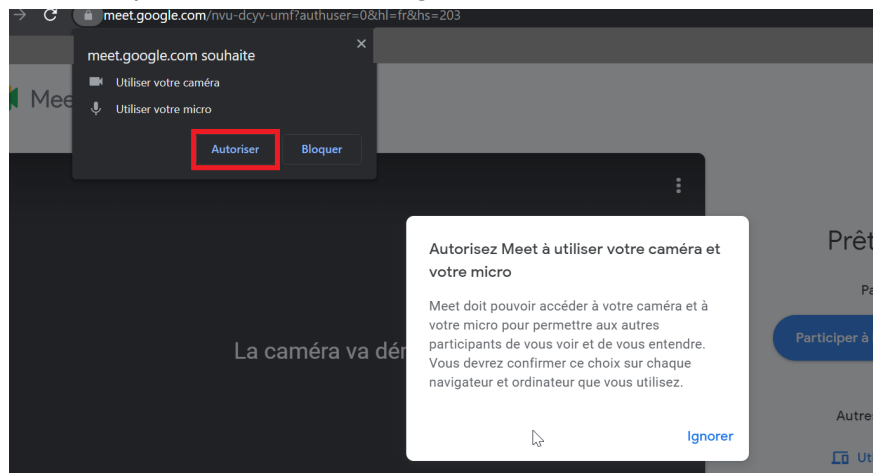 meet.google.com/nvu-dcyv-umf?authuser=0&hl=fr&hs=203
meet.google.com souhaite
Utiliser votre caméra
Utiliser votre micro
Autoriser Bloquer
Mee
La caméra va dér
Autorisez Meet à utiliser votre caméra et
votre micro
Meet doit pouvoir accéder à votre caméra et à
votre micro pour permettre aux autres
participants de vous voir et de vous entendre.
Vous devrez confirmer ce choix sur chaque
navigateur et ordinateur que vous utilisez.
Ignorer
Prêt
Pa
Participer à
Autre
Ut